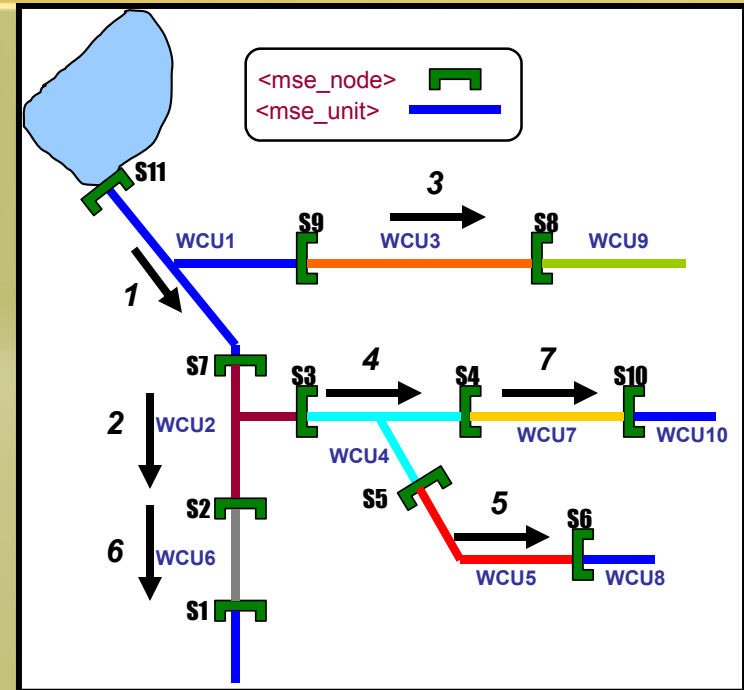 <mse_node>
<mse_unit>
S11
3
S9
S8
WCU1
WCU3
WCU9
1
S7
S3
4
S4
7
S10
2
WCU2
WCU7
WCU10
WCU4
S5
5
S2
S6
6
WCU6
WCU5
WCU8
S1